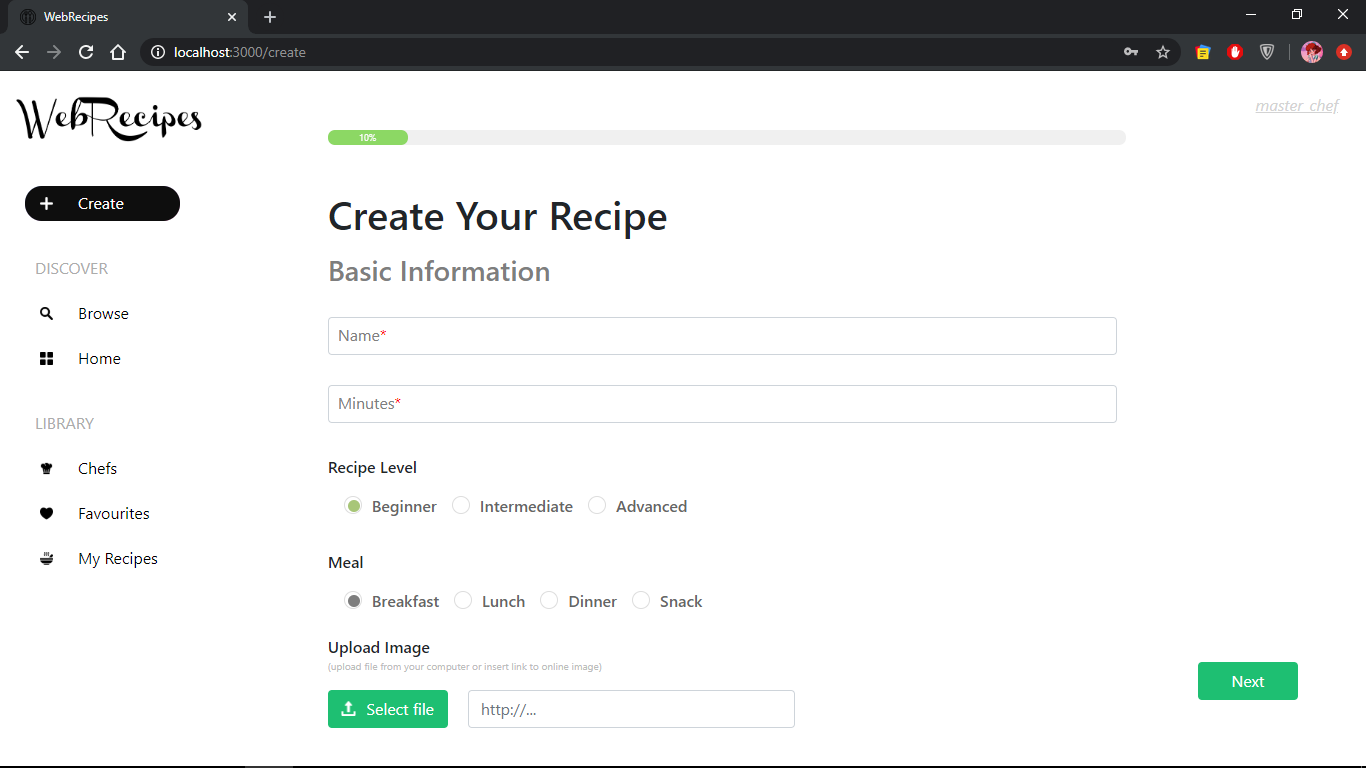 WebRecipes
localhost:3000/create
WebRecipes
master_chef
10%
Create
DISCOVER
Browse
Home
LIBRARY
Chefs
Favourites
My Recipes
Create Your Recipe
Basic Information
Name*
Minutes*
Recipe Level
Beginner Intermediate Advanced
Meal
Breakfast Lunch Dinner Snack
Upload Image
(upload file from your computer or insert link to online image)
Select file http://...
Next